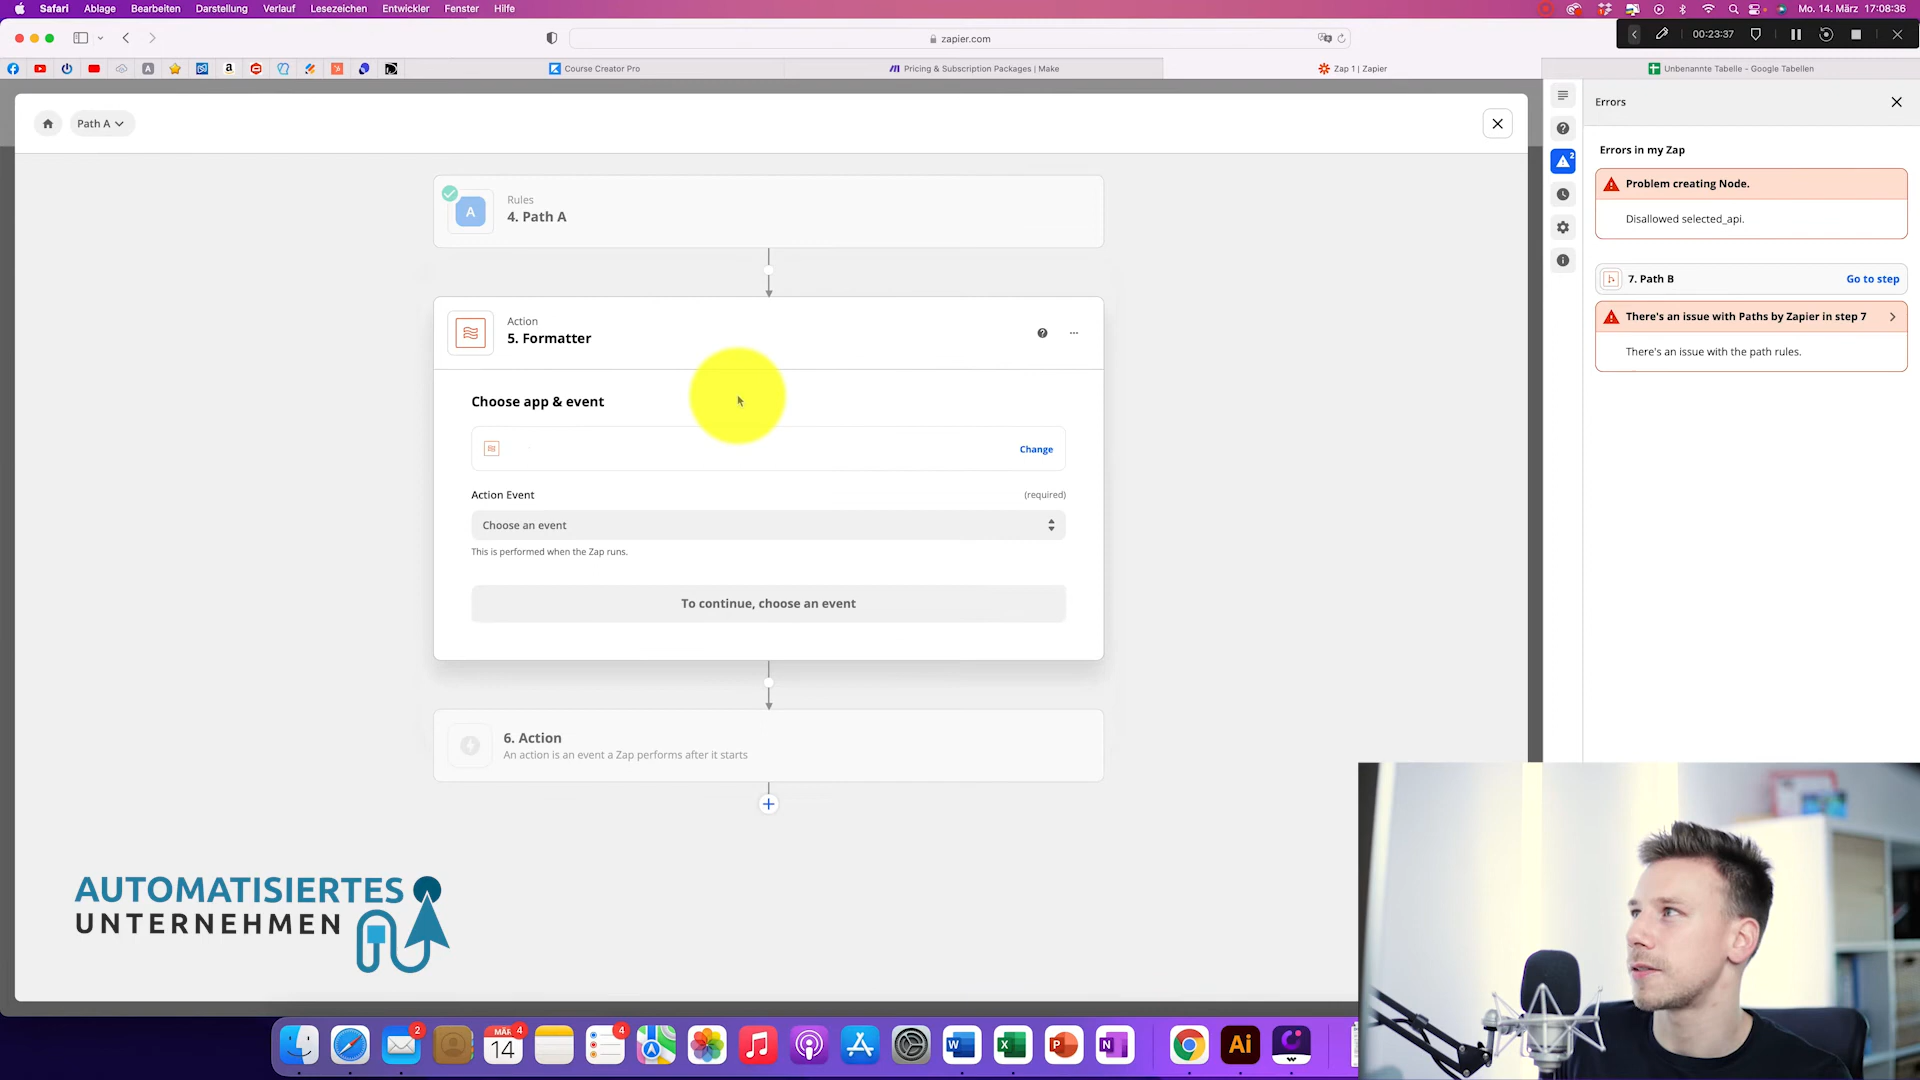 Safari Ablage Bearbeiten Darstellung Verlauf Lesezeichen Entwickler Fenster Hilfe
Mo. 14. März 17:08:36
zapier.com
00:23:37
Course Creator Pro
Pricing & Subscription Packages | Make
Zap 1 | Zapier
Unbenannte Tabelle - Google Tabellen
Path A
A
Rules
4. Path A
Action
5. Formatter
Choose app & event
Change
Action Event
(required)
Choose an event
This is performed when the Zap runs.
To continue, choose an event
6. Action
An action is an event a Zap performs after it starts
Errors
Errors in my Zap
2
Problem creating Node.
Disallowed selected_api.
7. Path B
Go to step
There's an issue with Paths by Zapier in step 7
There's an issue with the path rules.
AUTOMATISIERTES
UNTERNEHMEN
2
MÄR
4
14
4
W
X
P
N
Ai